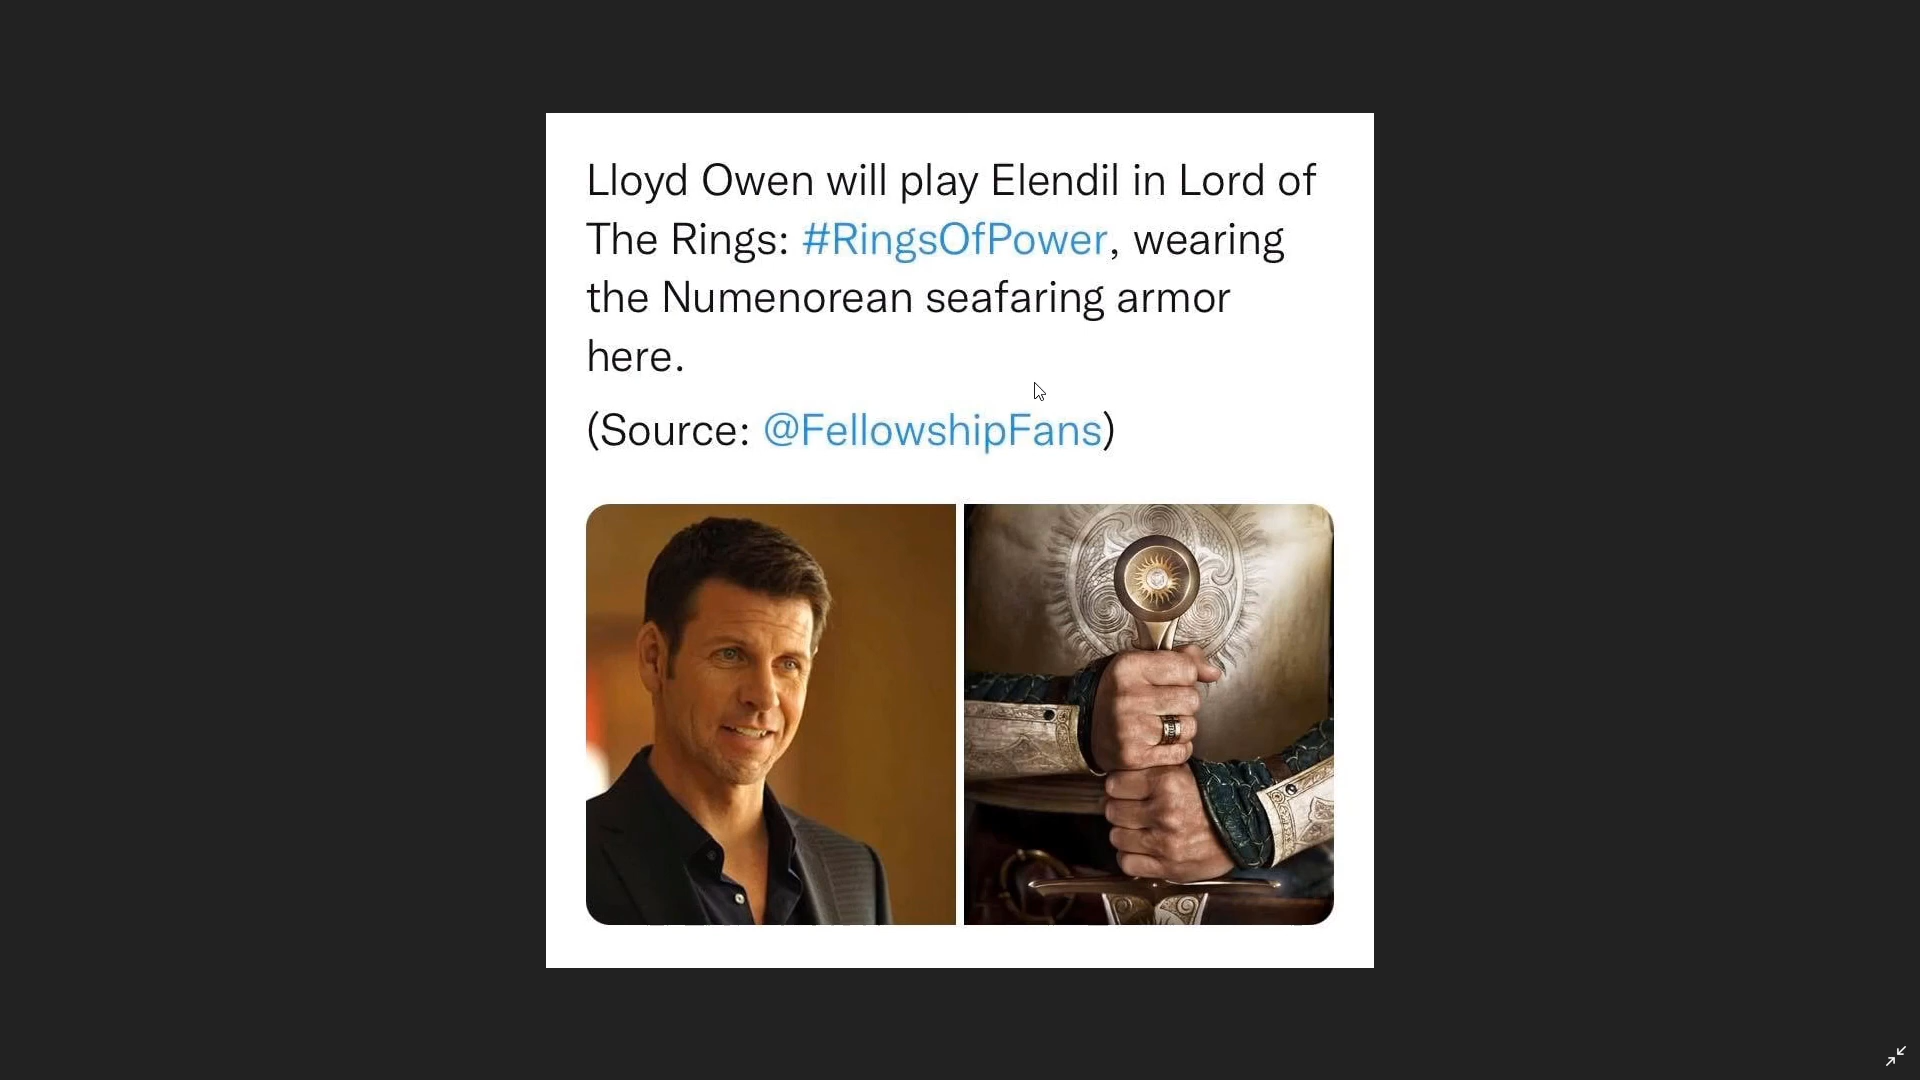 Lloyd Owen will play Elendil in Lord of
The Rings: #RingsOfPower, wearing
the Numenorean seafaring armor
here.
(Source: @FellowshipFans)